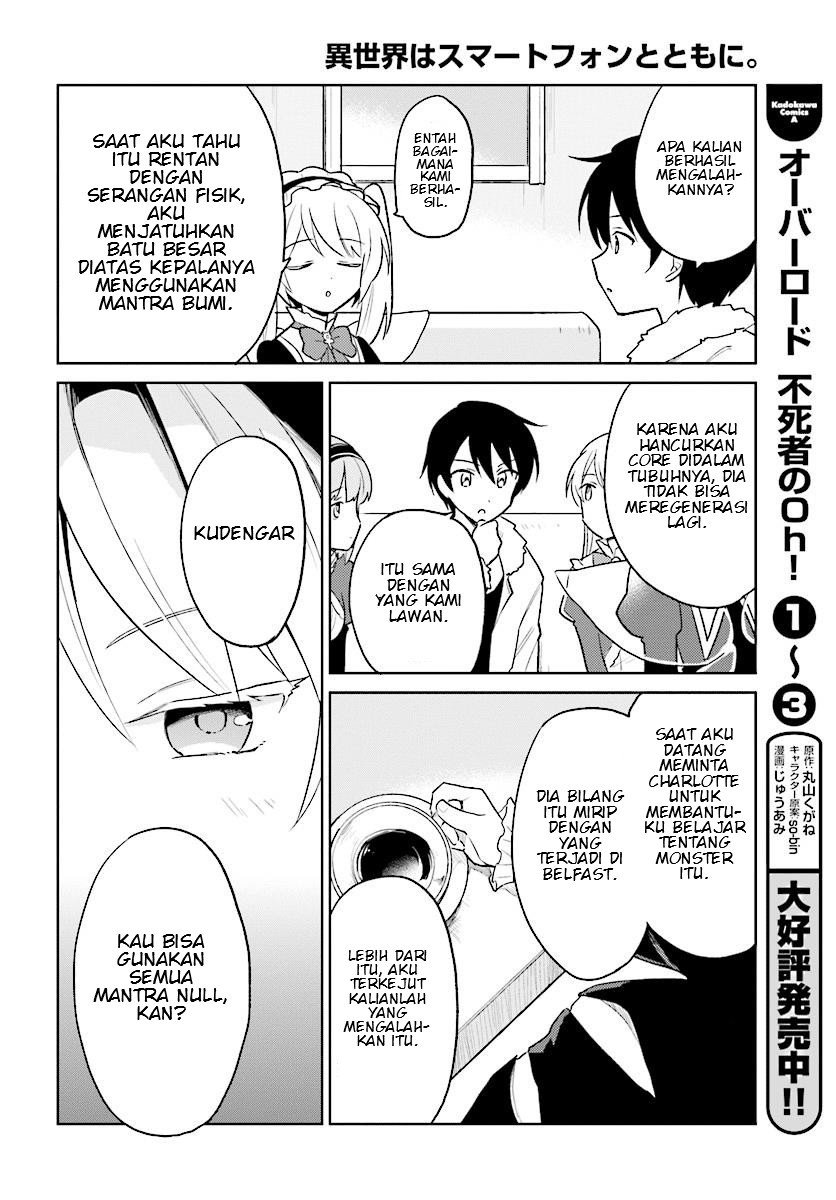 異世界はスマートフォンとともに。
APA KALIAN
BERHASIL
MENGALAH-
KANNYA?
ENTAH
BAGAI-
MANA
KAMI
BERHA-
SIL.
SAAT AKU TAHU
ITU RENTAN
DENGAN
SERANGAN FISIK,
AKU
MENJATUHKAN
BATU BESAR
DIATAS KEPALANYA
MENGGUNAKAN
MANTRA BUMI.
KARENA AKU
HANCURKAN
CORE DIDALAM
TUBUHNYA, DIA
TIDAK BISA
MEREGENERASI
LAGI.
ITU SAMA
DENGAN
YANG KAMI
LAWAN.
SAAT AKU
DATANG
MEMINTA
CHARLOTTE
UNTUK
MEMBANTU-
KU BELAJAR
TENTANG
MONSTER
ITU.
DIA BILANG
ITU MIRIP
DENGAN
YANG
TERJADI DI
BELFAST.
LEBIH DARI
ITU, AKU
TERKEJUT
KALIANLAH
YANG
MENGALAH-
KAN ITU.
KUDENGAR
KAU BISA
GUNAKAN
SEMUA
MANTRA NULL,
KAN?
Kadokawa
Comics
A
オーバーロード 不死者のOh! 1～3
原作:丸山くがね
キャラクター原案:so-bin
漫画:じゅうあみ
大好評発売中!!